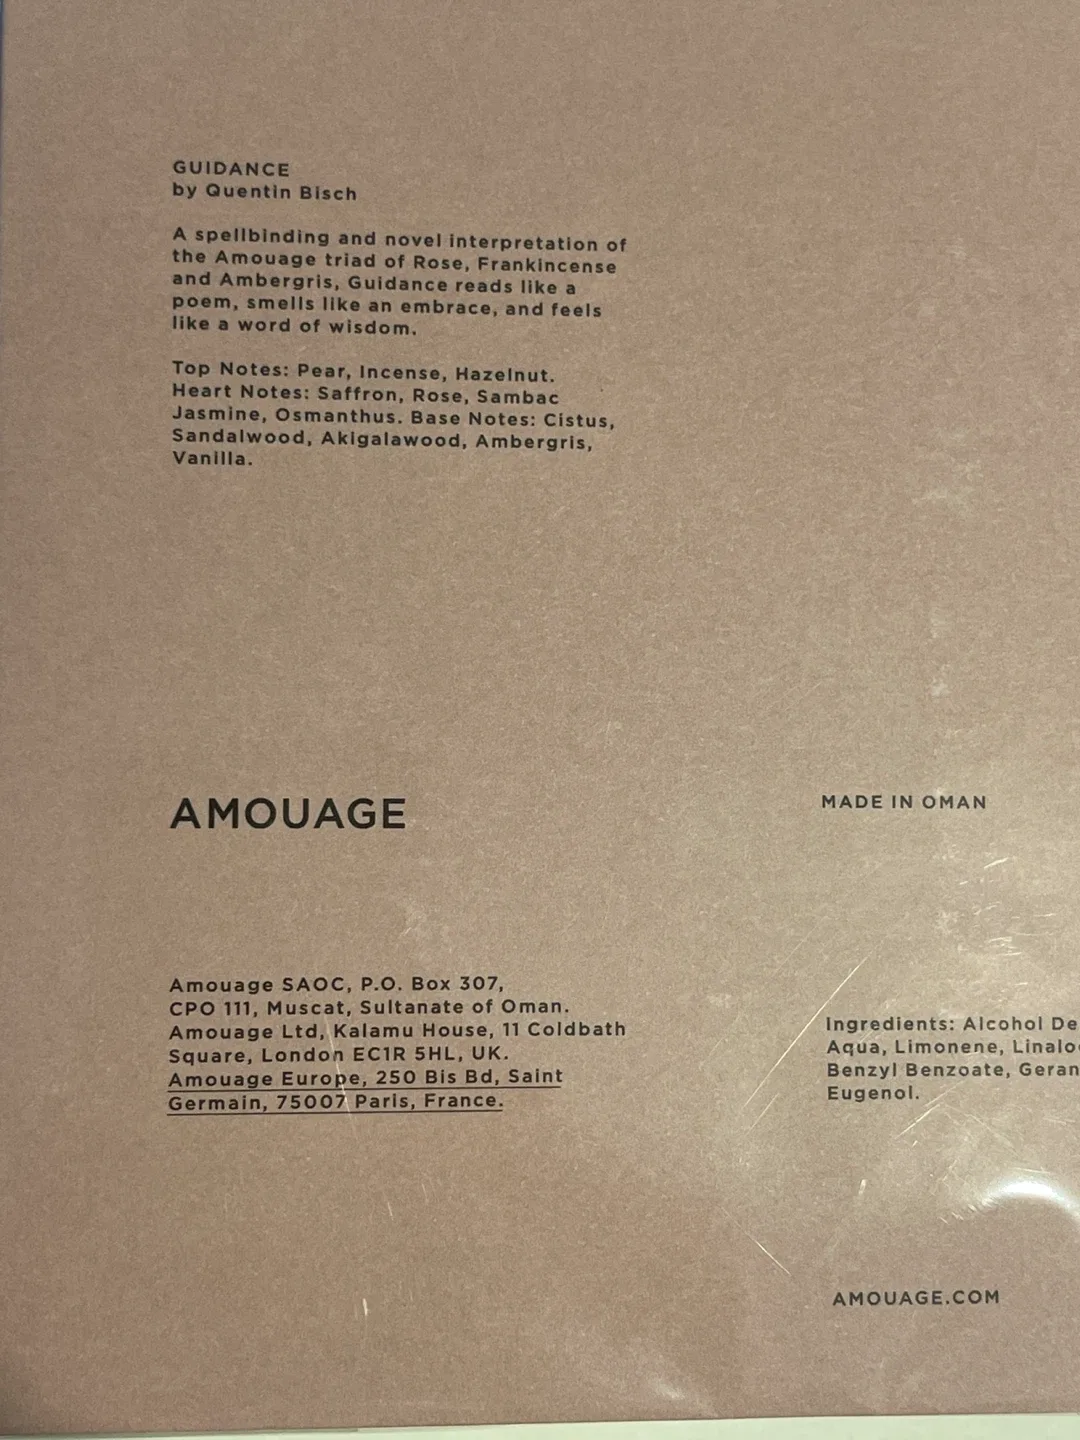 GUIDANCE
by Quentin Bisch
A spellbinding and novel interpretation of
the Amouage triad of Rose, Frankincense
and Ambergris, Guidance reads like a
poem, smells like an embrace, and feels
like a word of wisdom.
Top Notes: Pear, Incense, Hazelnut.
Heart Notes: Saffron, Rose, Sambac
Jasmine, Osmanthus. Base Notes: Cistus,
Sandalwood, Akigalawood, Ambergris,
Vanilla.
AMOUAGE
MADE IN OMAN
Amouage SAOC, P.O. Box 307,
CPO 111, Muscat, Sultanate of Oman.
Amouage Ltd, Kalamu House, 11 Coldbath
Square, London EC1R 5HL, UK.
Amouage Europe, 250 Bis Bd, Saint
Germain, 75007 Paris, France.
Ingredients: Alcohol De
Aqua, Limonene, Linalo
Benzyl Benzoate, Geran
Eugenol.
AMOUAGE.COM